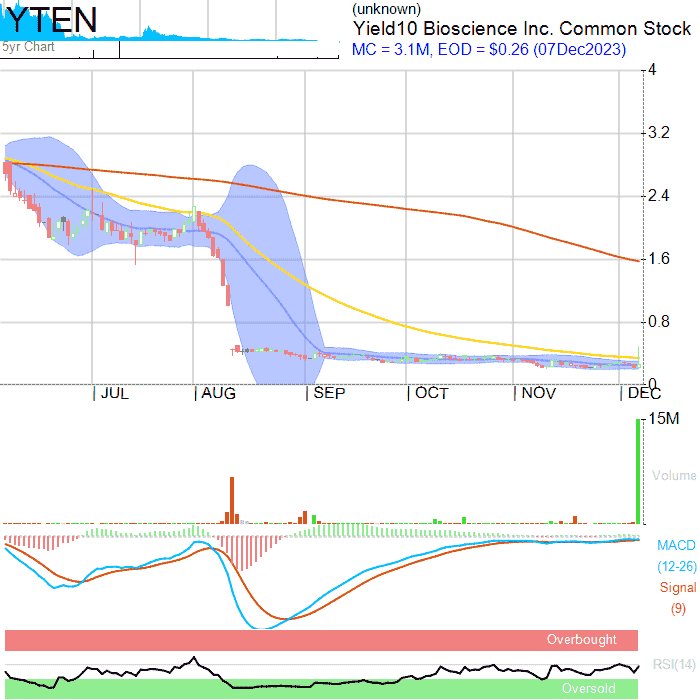 YTEN
5yr Chart
(unknown)
Yield10 Bioscience Inc. Common Stock
MC = 3.1M, EOD = $0.26 (07Dec2023)
4
3.2
2.4
1.6
0.8
0
JUL AUG SEP OCT NOV DEC
15M
Volume
MACD
(12-26)
Signal
(9)
Overbought
RSI(14)
Oversold